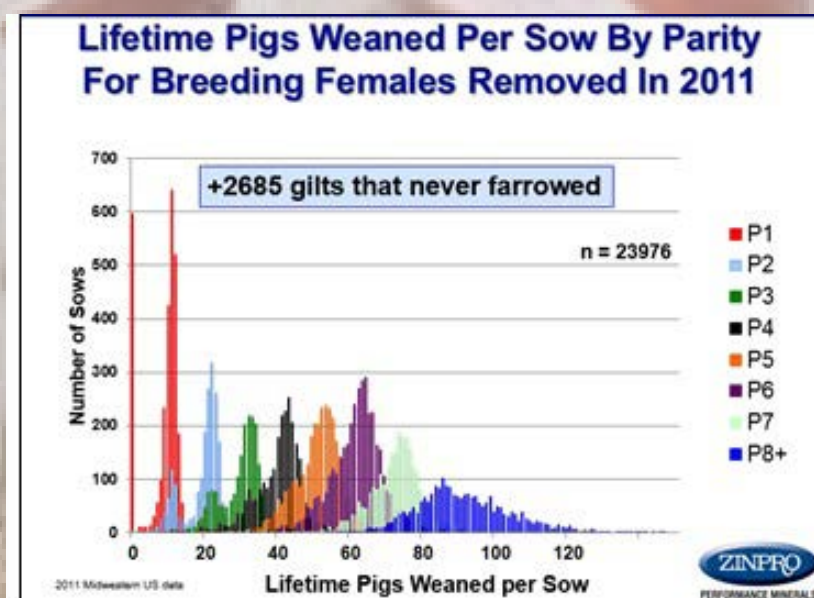 Lifetime Pigs Weaned Per Sow By Parity
For Breeding Females Removed In 2011
700
+2685 gilts that never farrowed
600
n = 23976
500
400
300
200
100
0
Number of Sows
P1
P2
P3
P4
P5
P6
P7
P8+
0 20 40 60 80 100 120
Lifetime Pigs Weaned per Sow
2011 Midwestern US data
ZINPRO
PERFORMANCE MINERALS